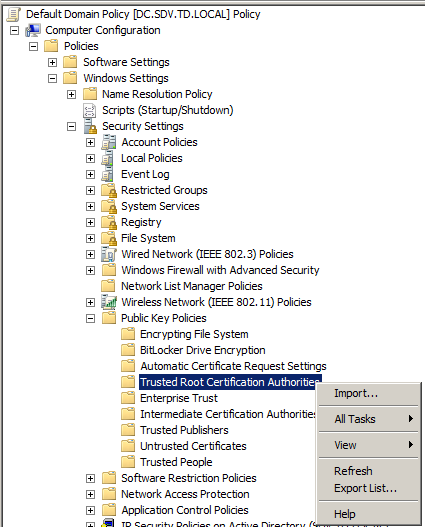 Default Domain Policy [DC.SDV.TD.LOCAL] Policy
Computer Configuration
Policies
Software Settings
Windows Settings
Name Resolution Policy
Scripts (Startup/Shutdown)
Security Settings
Account Policies
Local Policies
Event Log
Restricted Groups
System Services
Registry
File System
Wired Network (IEEE 802.3) Policies
Windows Firewall with Advanced Security
Network List Manager Policies
Wireless Network (IEEE 802.11) Policies
Public Key Policies
Encrypting File System
BitLocker Drive Encryption
Automatic Certificate Request Settings
Trusted Root Certification Authorities
Enterprise Trust
Intermediate Certification Authorities
Trusted Publishers
Untrusted Certificates
Trusted People
Software Restriction Policies
Network Access Protection
Application Control Policies
IP Security Policies on Active Directory
Import...
All Tasks
View
Refresh
Export List...
Help